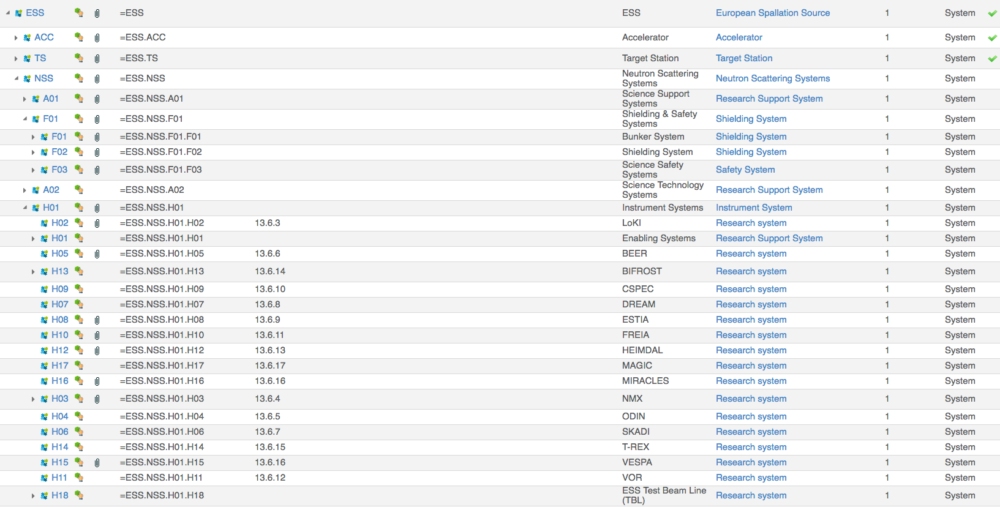 ESS =ESS ESS European Spallation Source 1 System
ACC =ESS.ACC Accelerator Accelerator 1 System
TS =ESS.TS Target Station Target Station 1 System
NSS =ESS.NSS Neutron Scattering Systems Neutron Scattering Systems 1 System
A01 =ESS.NSS.A01 Science Support Systems Research Support System 1 System
F01 =ESS.NSS.F01 Shielding & Safety Systems Shielding System 1 System
F01 =ESS.NSS.F01.F01 Bunker System Shielding System 1 System
F02 =ESS.NSS.F01.F02 Shielding System Shielding System 1 System
F03 =ESS.NSS.F01.F03 Science Safety Systems Safety System 1 System
A02 =ESS.NSS.A02 Science Technology Systems Research Support System 1 System
H01 =ESS.NSS.H01 Instrument Systems Instrument System 1 System
H02 =ESS.NSS.H01.H02 13.6.3 LoKI Research system 1 System
H01 =ESS.NSS.H01.H01 Enabling Systems Research Support System 1 System
H05 =ESS.NSS.H01.H05 13.6.6 BEER Research system 1 System
H13 =ESS.NSS.H01.H13 13.6.14 BIFROST Research system 1 System
H09 =ESS.NSS.H01.H09 13.6.10 CSPEC Research system 1 System
H07 =ESS.NSS.H01.H07 13.6.8 DREAM Research system 1 System
H08 =ESS.NSS.H01.H08 13.6.9 ESTIA Research system 1 System
H10 =ESS.NSS.H01.H10 13.6.11 FREIA Research system 1 System
H12 =ESS.NSS.H01.H12 13.6.13 HEIMDAL Research system 1 System
H17 =ESS.NSS.H01.H17 13.6.17 MAGIC Research system 1 System
H16 =ESS.NSS.H01.H16 13.6.16 MIRACLES Research system 1 System
H03 =ESS.NSS.H01.H03 13.6.4 NMX Research system 1 System
H04 =ESS.NSS.H01.H04 13.6.5 ODIN Research system 1 System
H06 =ESS.NSS.H01.H06 13.6.7 SKADI Research system 1 System
H14 =ESS.NSS.H01.H14 13.6.15 T-REX Research system 1 System
H15 =ESS.NSS.H01.H15 13.6.16 VESPA Research system 1 System
H11 =ESS.NSS.H01.H11 13.6.12 VOR Research system 1 System
H18 =ESS.NSS.H01.H18 ESS Test Beam Line (TBL) Research system 1 System